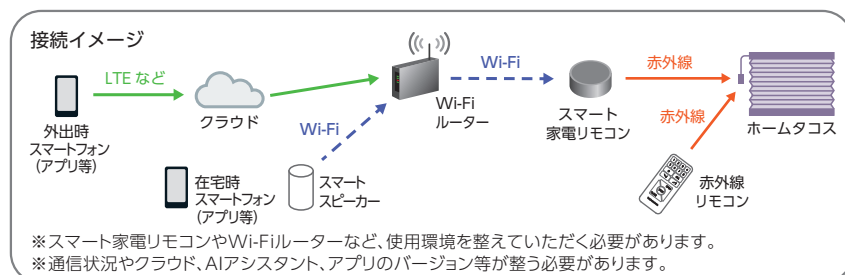 接続イメージ
LTE など
Wi-Fi
赤外線
クラウド
Wi-Fi
Wi-Fi
ルーター
スマート
家電リモコン
赤外線
ホームタコス
外出時
スマートフォン
(アプリ等)
在宅時
スマートフォン
(アプリ等)
スマート
スピーカー
赤外線
リモコン
※スマート家電リモコンやWi-Fiルーターなど、使用環境を整えていただく必要があります。
※通信状況やクラウド、AIアシスタント、アプリのバージョン等が整う必要があります。